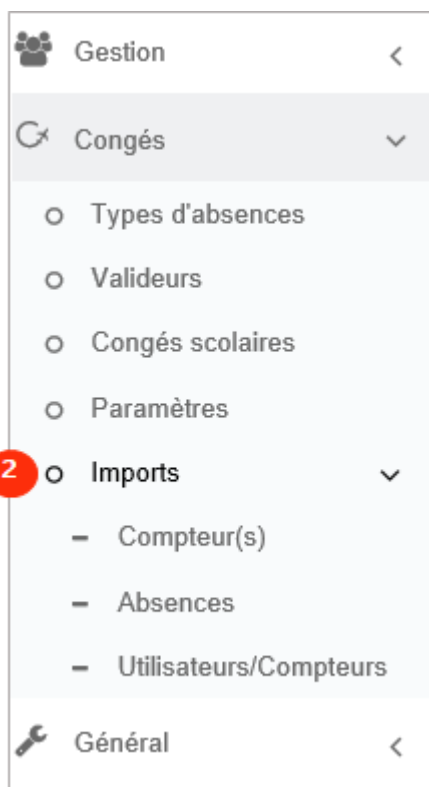 Gestion
Congés
Types d'absences
Valideurs
Congés scolaires
Paramètres
2 Imports
Compteur(s)
Absences
Utilisateurs/Compteurs
Général